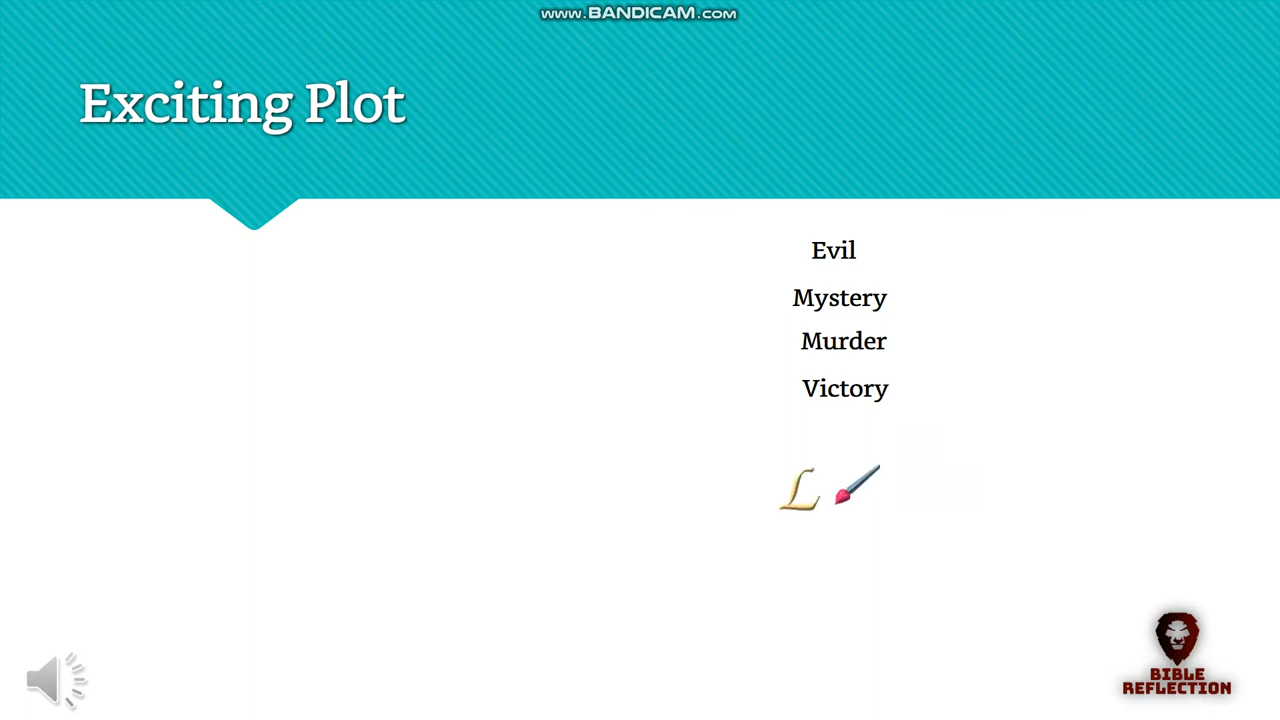 www.BANDICAM.com
Exciting Plot
Evil
Mystery
Murder
Victory
L
BIBLE
REFLECTION